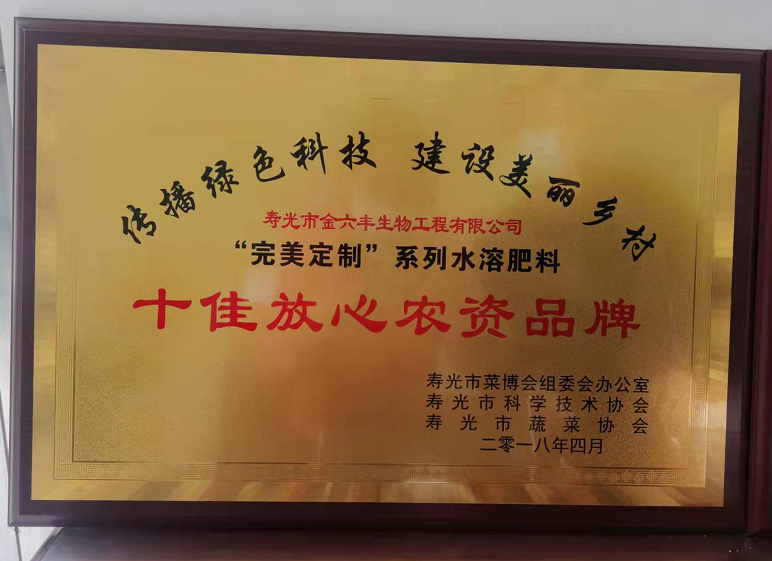 传播绿色科技 建设美丽乡村
寿光市金六丰生物工程有限公司
“完美定制”系列水溶肥料
十佳放心农资品牌
寿光市菜博会组委会办公室
寿光市科学技术协会
寿光市蔬菜协会
二零一八年四月